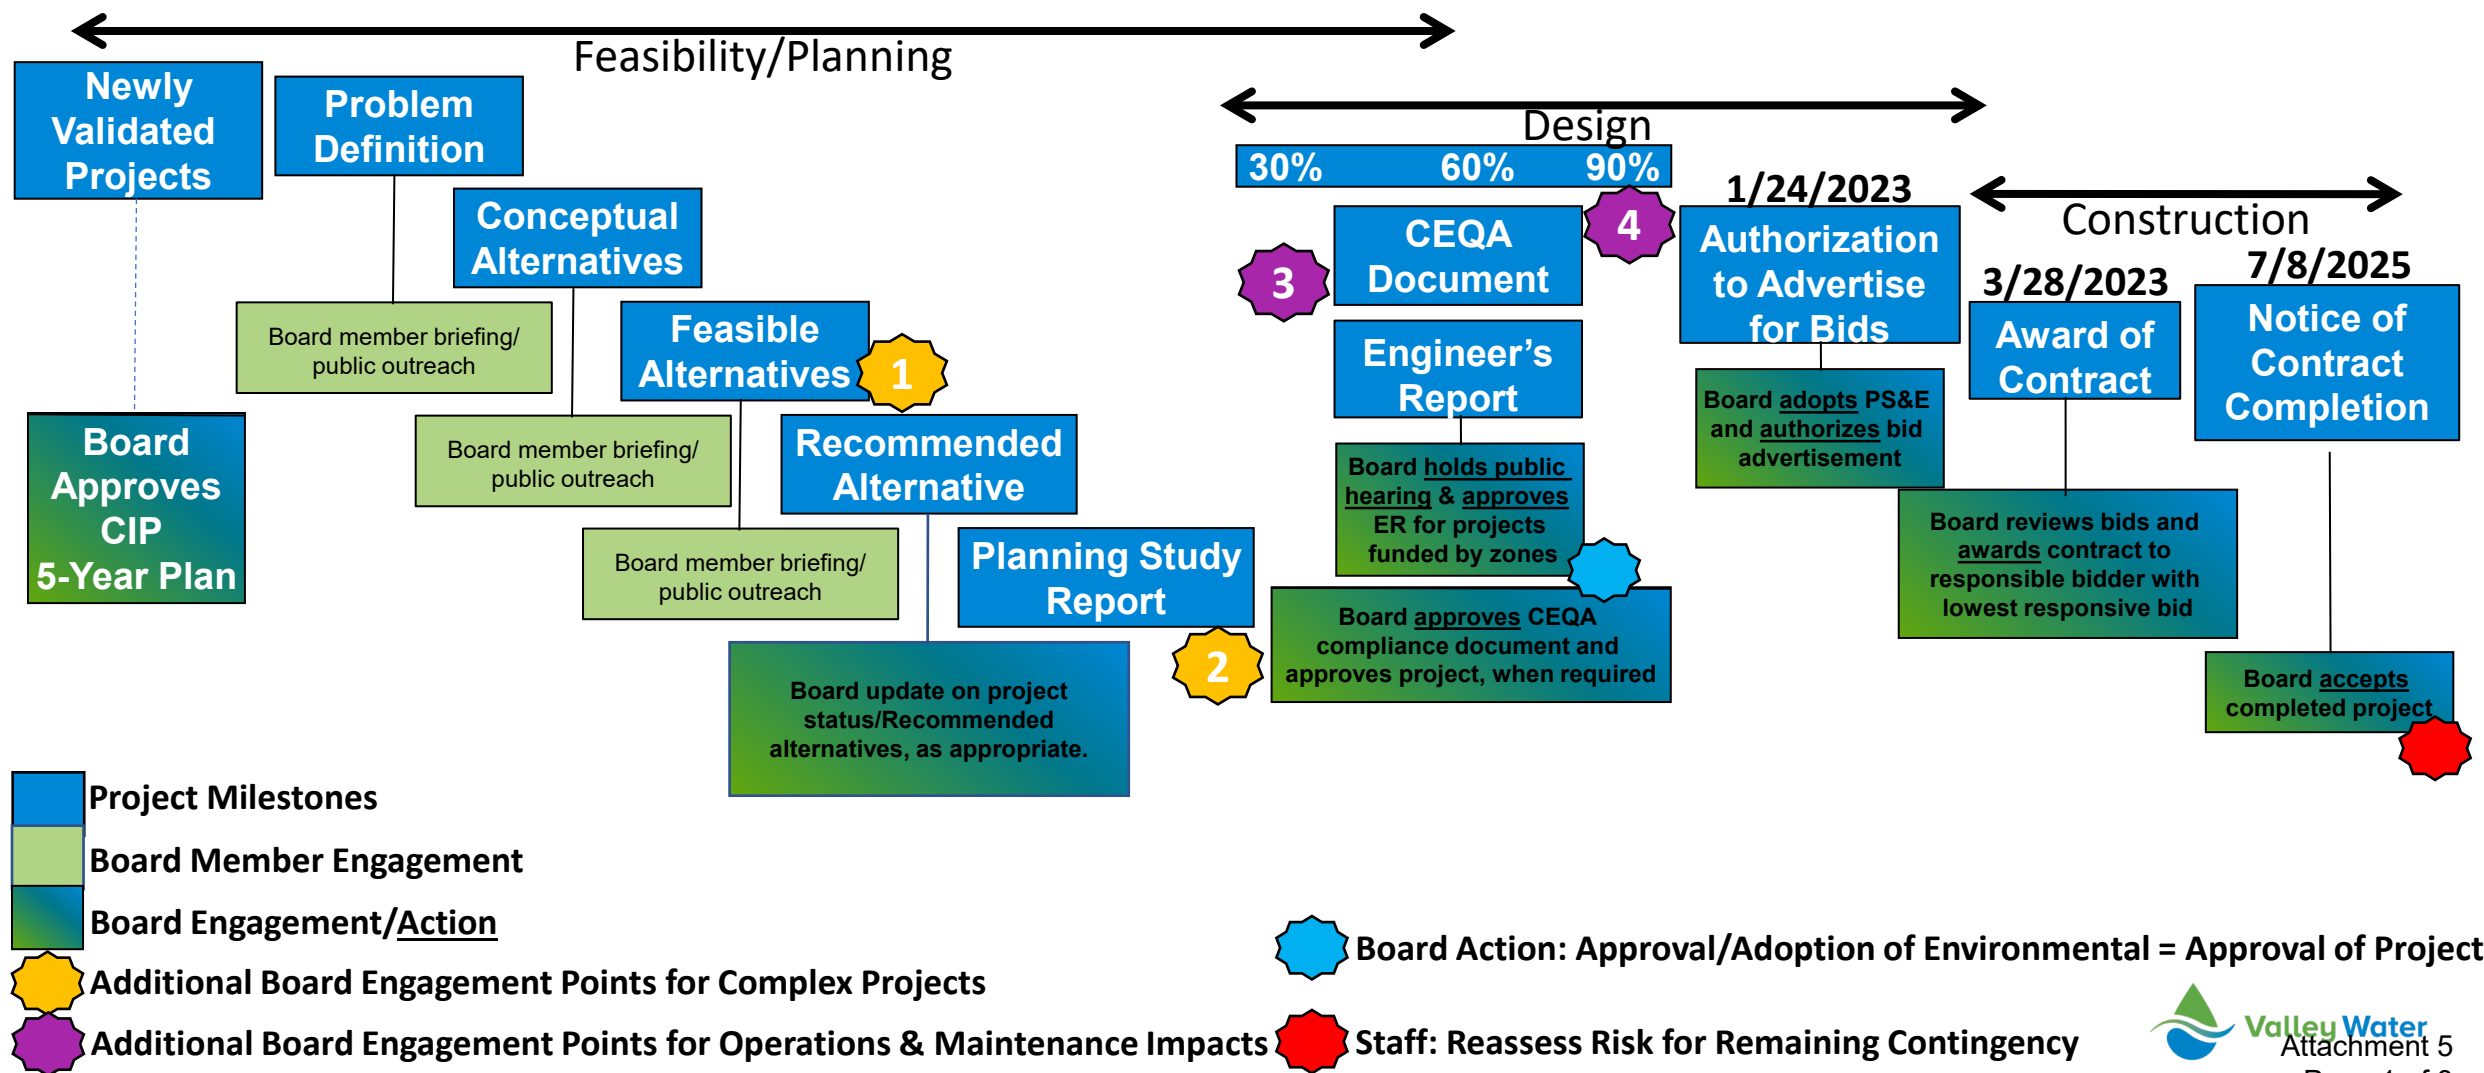 Feasibility/Planning
Newly
Validated
Projects
Board
Approves
CIP
5-Year Plan
Problem
Definition
Board member briefing/
public outreach
Conceptual
Alternatives
Board member briefing/
public outreach
Feasible
Alternatives
1
Board member briefing/
public outreach
Recommended
Alternative
Board update on project
status/Recommended
alternatives, as appropriate.
Planning Study
Report
2
Design
30% 60% 90%
3
CEQA
Document
4
Engineer’s
Report
Board holds public
hearing & approves
ER for projects
funded by zones
Board approves CEQA
compliance document and
approves project, when required
1/24/2023
Authorization
to Advertise
for Bids
Board adopts PS&E
and authorizes bid
advertisement
Construction
3/28/2023
Award of
Contract
Board reviews bids and
awards contract to
responsible bidder with
lowest responsive bid
7/8/2025
Notice of
Contract
Completion
Board accepts
completed project
Project Milestones
Board Member Engagement
Board Engagement/Action
Additional Board Engagement Points for Complex Projects
Additional Board Engagement Points for Operations & Maintenance Impacts
Board Action: Approval/Adoption of Environmental = Approval of Project
Staff: Reassess Risk for Remaining Contingency
Valley Water
Attachment 5